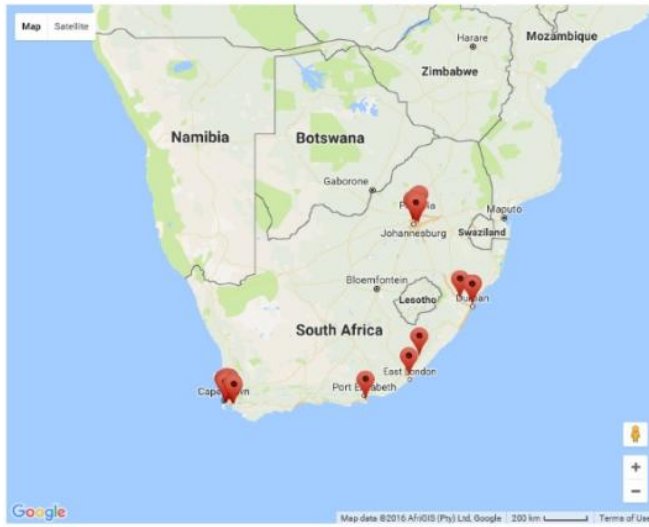 Map Satellite
Harare
Mozambique
Zimbabwe
Namibia
Botswana
Gaborone
Maputo
Johannesburg
Swaziland
Bloemfontein
Lesotho
South Africa
East London
Port Elizabeth
+
−
Google
Map data ©2016 AfriGIS (Pty) Ltd, Google 200 km Terms of Use